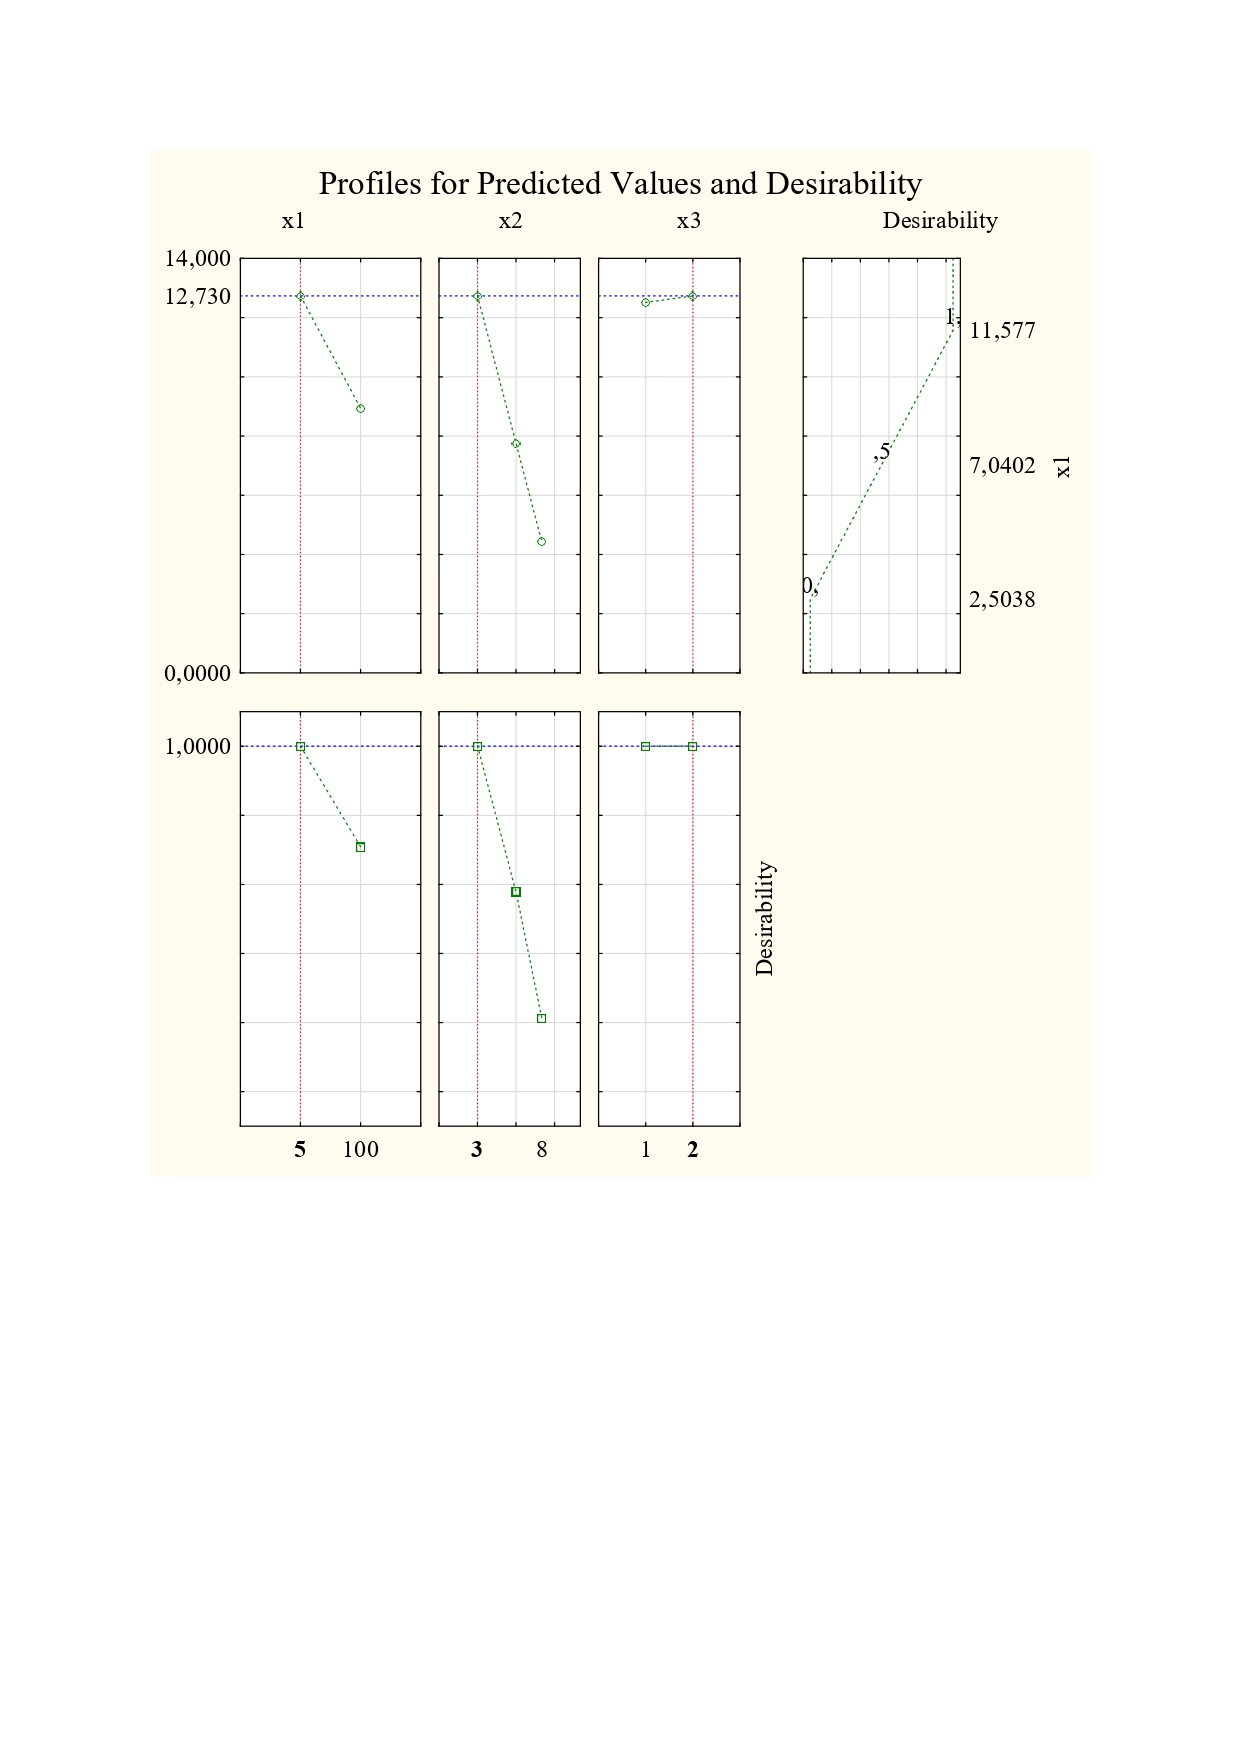 Profiles for Predicted Values and Desirability
x1 x2 x3 Desirability
14,000
12,730
1,
11,577
,5
7,0402
x1
0,
2,5038
0,0000
1,0000
Desirability
5 100 3 8 1 2